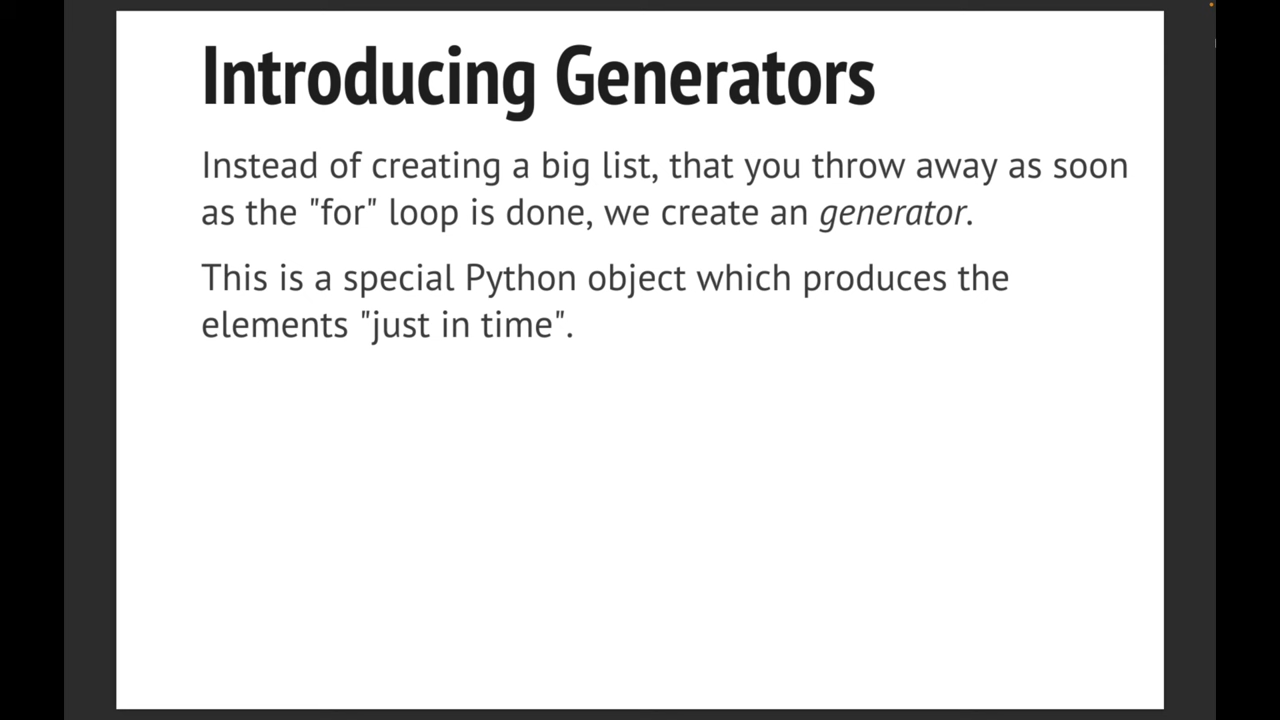 Introducing Generators
Instead of creating a big list, that you throw away as soon
as the "for" loop is done, we create an generator.
This is a special Python object which produces the
elements "just in time".